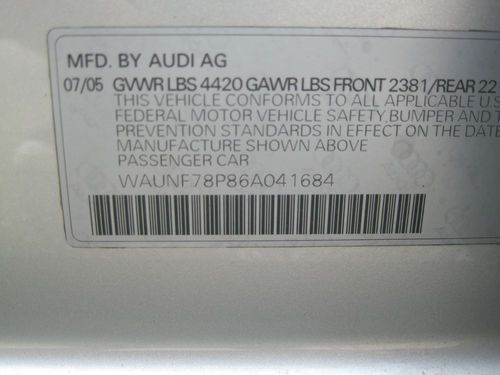 MFD. BY AUDI AG
07/05 GVWR LBS 4420 GAWR LBS FRONT 2381/REAR 22
THIS VEHICLE CONFORMS TO ALL APPLICABLE US
FEDERAL MOTOR VEHICLE SAFETY,BUMPER AND T
PREVENTION STANDARDS IN EFFECT ON THE DATE
MANUFACTURE SHOWN ABOVE
PASSENGER CAR
WAUNF78P86A041684